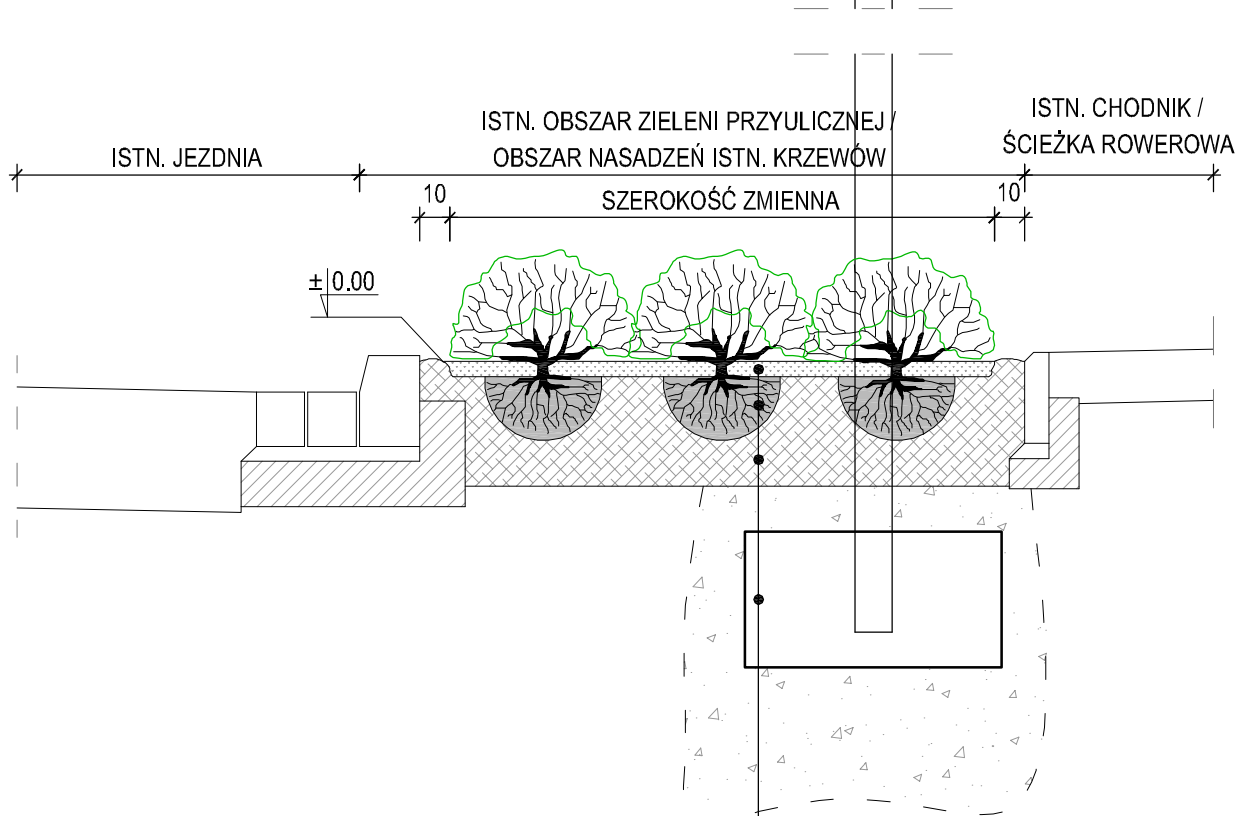 ISTN. CHODNIK /
ŚCIEŻKA ROWEROWA
ISTN. OBSZAR ZIELENI PRZYULICZNEJ /
OBSZAR NASADZEŃ ISTN. KRZEWÓW
ISTN. JEZDNIA
10
SZEROKOŚĆ ZMIENNA
10
± 0.00